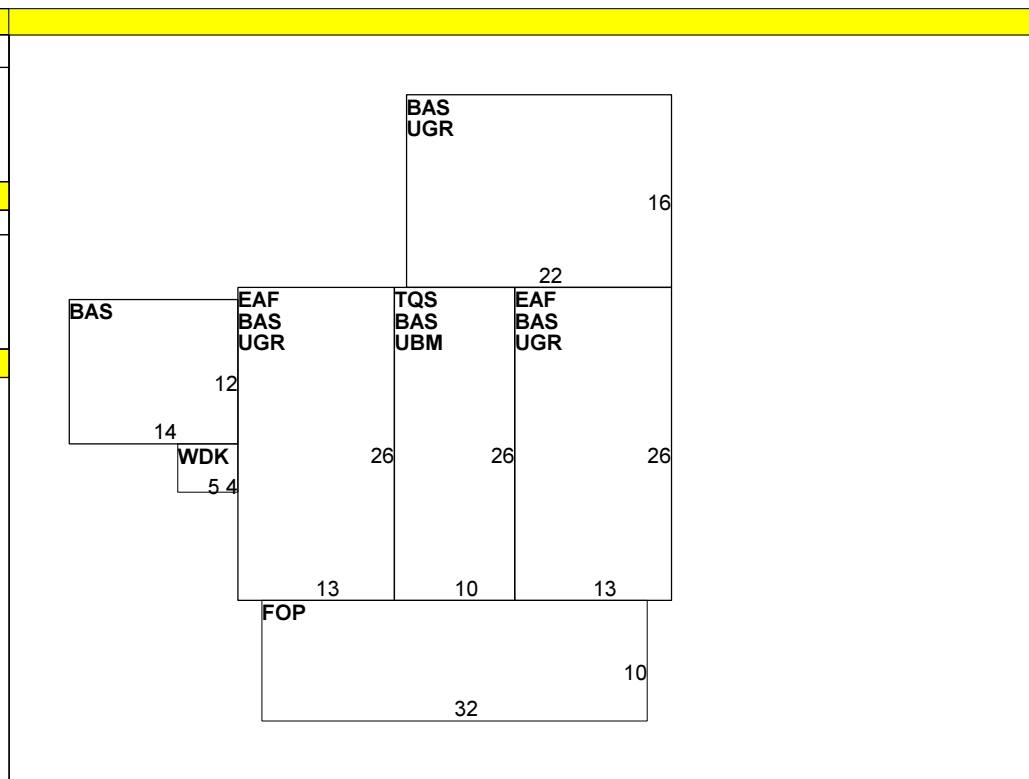 BAS
UGR
16
22
BAS
12
14
EAF
BAS
UGR
26
13
TQS
BAS
UBM
26
10
EAF
BAS
UGR
26
13
WDK
5 4
FOP
10
32